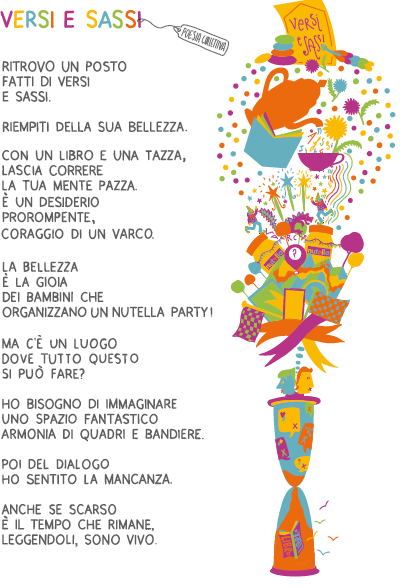 VERSI E SASSI
POESIA CURATIVA
VERSI
E
SASSI
RITROVO UN POSTO
FATTI DI VERSI
E SASSI.
RIEMPITI DELLA SUA BELLEZZA.
CON UN LIBRO E UNA TAZZA,
LASCIA CORRERE
LA TUA MENTE PAZZA.
È UN DESIDERIO
PROROMPENTE,
CORAGGIO DI UN VARCO.
LA BELLEZZA
È LA GIOIA
DEI BAMBINI CHE
ORGANIZZANO UN NUTELLA PARTY!
MA C'È UN LUOGO
DOVE TUTTO QUESTO
SI PUÒ FARE?
HO BISOGNO DI IMMAGINARE
UNO SPAZIO FANTASTICO
ARMONIA DI QUADRI E BANDIERE.
POI DEL DIALOGO
HO SENTITO LA MANCANZA.
ANCHE SE SCARSO
È IL TEMPO CHE RIMANE,
LEGGENDOLI, SONO VIVO.
?